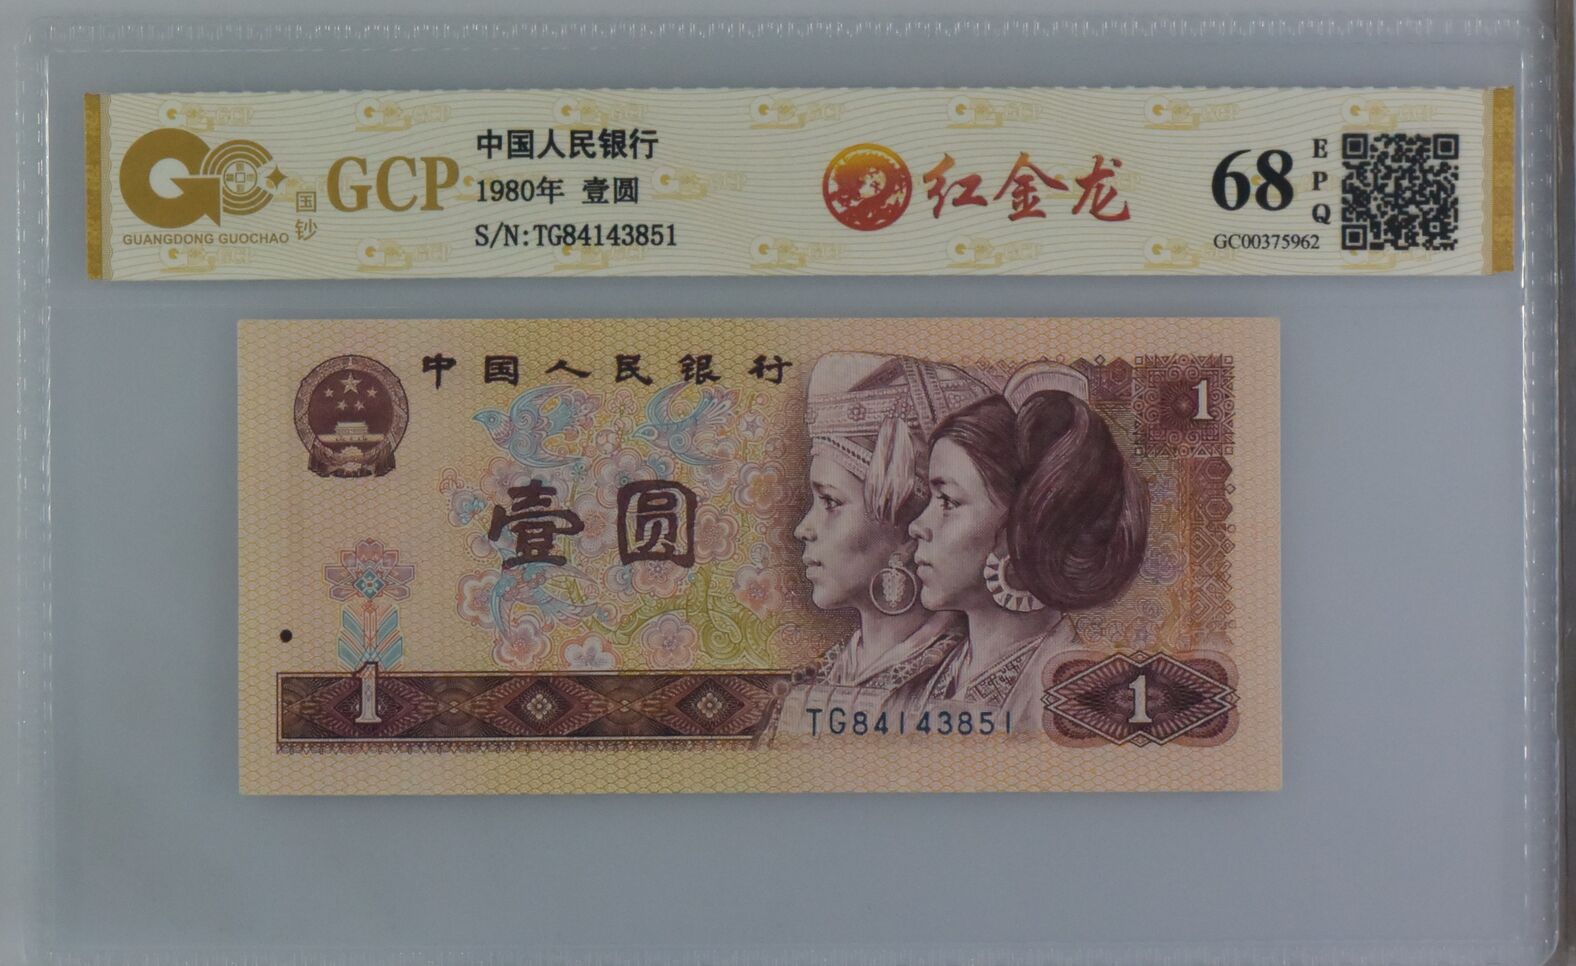 GUANGDONG GUOCHAO
国钞
GCP
中国人民银行
1980年 壹圆
S/N:TG84143851
红金龙
68
EPQ
GC00375962
中国人民银行
1
壹圆
1
TG84143851
1